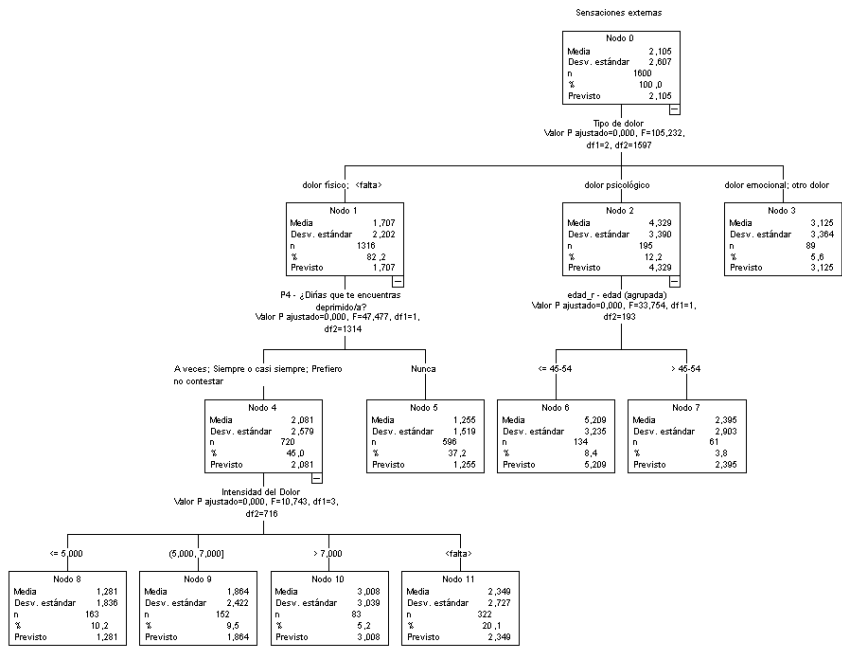 Sensaciones externas
Nodo 0
Media 2,105
Desv. estándar 2,607
n 1600
% 100,0
Previsto 2,105
Tipo de dolor
Valor P ajustado=0,000, F=105,232,
df1=2, df2=1597
dolor físico; <falta>
dolor psicológico
dolor emocional; otro dolor
Nodo 1
Media 1,707
Desv. estándar 2,202
n 1316
% 82,2
Previsto 1,707
Nodo 2
Media 4,329
Desv. estándar 3,390
n 195
% 12,2
Previsto 4,329
Nodo 3
Media 3,125
Desv. estándar 3,364
n 89
% 5,6
Previsto 3,125
P4 - ¿Dirías que te encuentras
deprimido/a?
Valor P ajustado=0,000, F=47,477, df1=1,
df2=1314
edad_r - edad (agrupada)
Valor P ajustado=0,000, F=33,754, df1=1,
df2=193
A veces; Siempre o casi siempre; Prefiero
no contestar
Nunca
<= 45-54
> 45-54
Nodo 4
Media 2,081
Desv. estándar 2,579
n 720
% 45,0
Previsto 2,081
Nodo 5
Media 1,255
Desv. estándar 1,519
n 596
% 37,2
Previsto 1,255
Nodo 6
Media 5,209
Desv. estándar 3,235
n 134
% 8,4
Previsto 5,209
Nodo 7
Media 2,395
Desv. estándar 2,903
n 61
% 3,8
Previsto 2,395
Intensidad del Dolor
Valor P ajustado=0,000, F=10,743, df1=3,
df2=716
<= 5,000
(5,000, 7,000]
> 7,000
<falta>
Nodo 8
Media 1,281
Desv. estándar 1,836
n 163
% 10,2
Previsto 1,281
Nodo 9
Media 1,864
Desv. estándar 2,422
n 152
% 9,5
Previsto 1,864
Nodo 10
Media 3,008
Desv. estándar 3,039
n 83
% 5,2
Previsto 3,008
Nodo 11
Media 2,349
Desv. estándar 2,727
n 322
% 20,1
Previsto 2,349